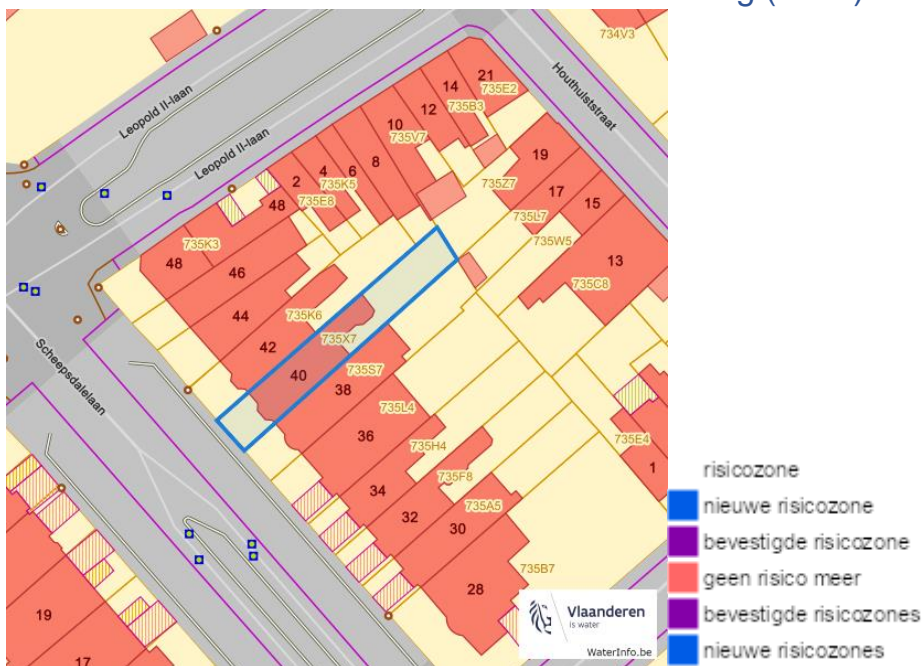 Leopold II-laan
Leopold II-laan
Houthulststraat
Scheepsdalelaan
734V3
21
735E2
14
735B3
12
10
735V7
8
6
4
735K5
2
735E8
48
735K3
48
46
44
735K6
42
735X7
40
38
735S7
735L4
36
735H4
34
735F8
32
735A5
30
28
735B7
19
17
15
735Z7
735L7
735W5
13
735C8
735E4
1
19
17
Vlaanderen
is water
WaterInfo.be
risicozone
nieuwe risicozone
bevestigde risicozone
geen risico meer
bevestigde risicozones
nieuwe risicozones